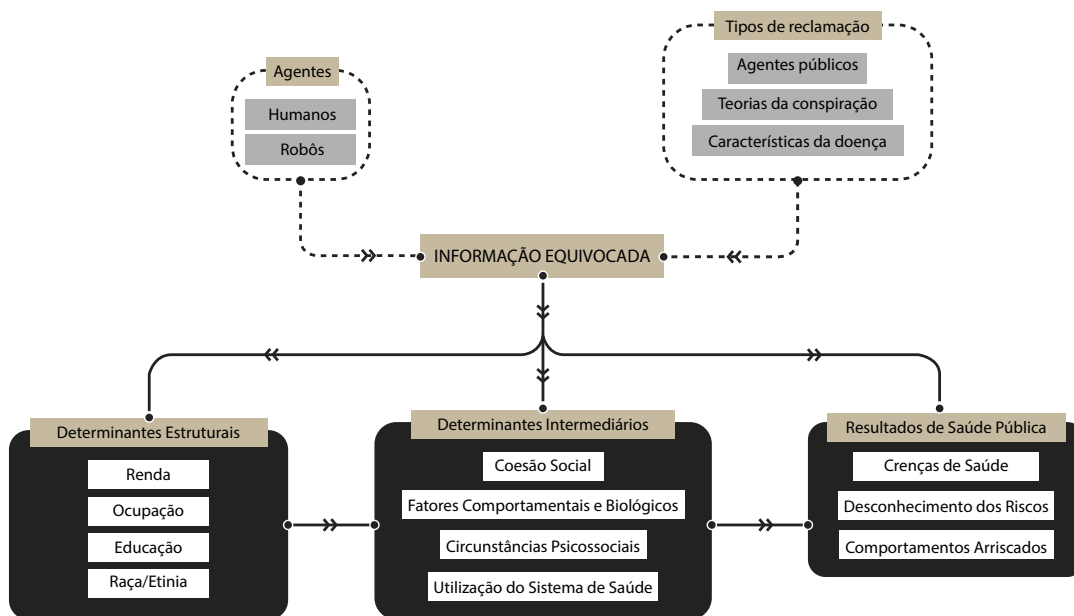 Tipos de reclamação
Agentes públicos
Teorias da conspiração
Características da doença
Agentes
Humanos
Robôs
INFORMAÇÃO EQUIVOCADA
Determinantes Estruturais
Renda
Ocupação
Educação
Raça/Etinia
Determinantes Intermediários
Coesão Social
Fatores Comportamentais e Biológicos
Circunstâncias Psicossociais
Utilização do Sistema de Saúde
Resultados de Saúde Pública
Crenças de Saúde
Desconhecimento dos Riscos
Comportamentos Arriscados